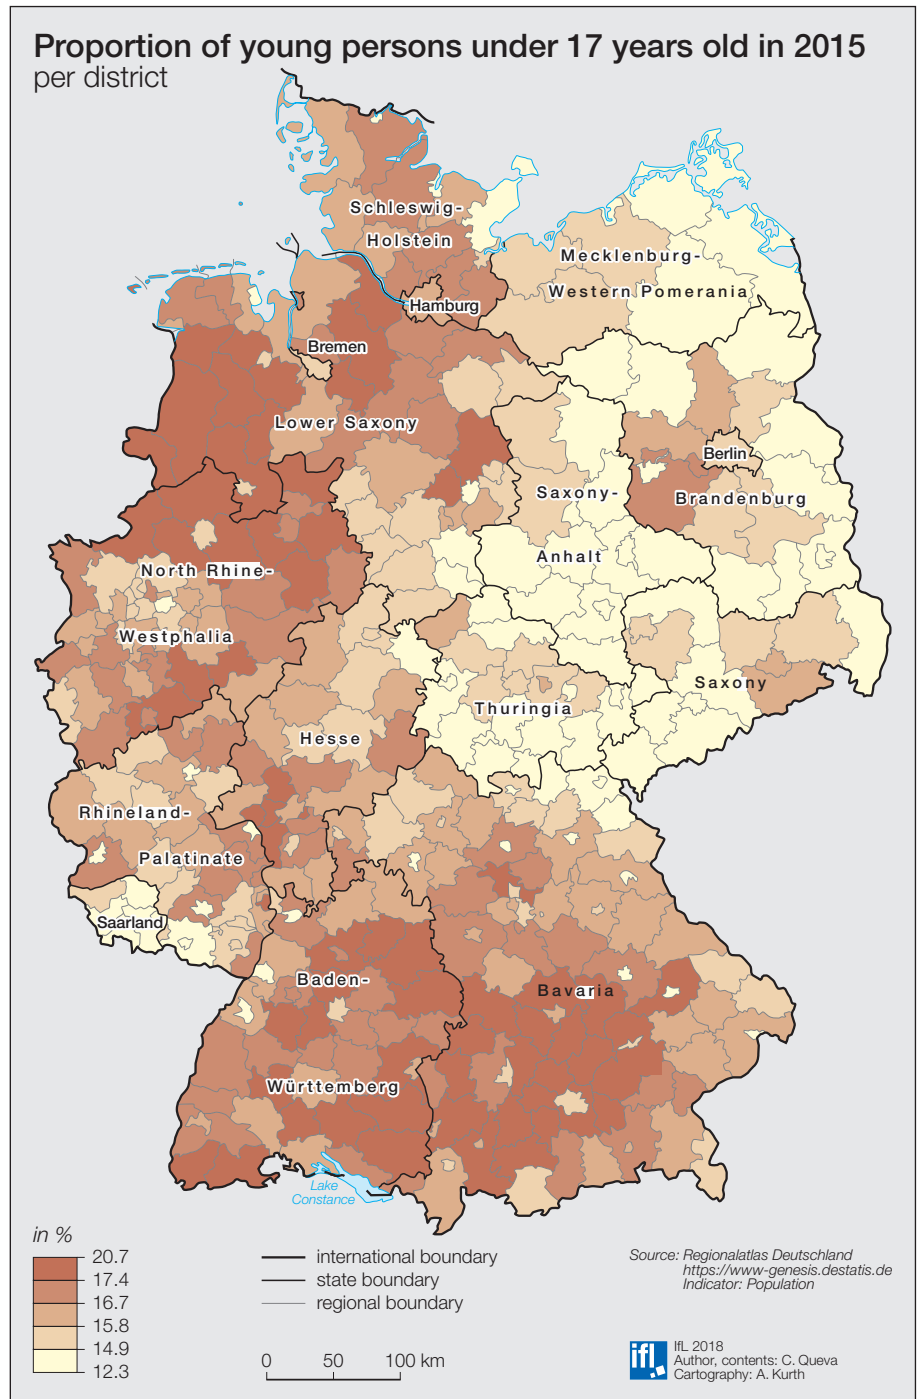 Proportion of young persons under 17 years old in 2015
per district
Schleswig-
Holstein
Mecklenburg-
Western Pomerania
Hamburg
Bremen
Lower Saxony
Berlin
Brandenburg
Saxony-
Anhalt
North Rhine-
Westphalia
Saxony
Thuringia
Hesse
Rhineland-
Palatinate
Saarland
Baden-
Württemberg
Bavaria
Lake
Constance
in %
20.7
17.4
16.7
15.8
14.9
12.3
international boundary
state boundary
regional boundary
0 50 100 km
Source: Regionalatlas Deutschland
https://www-genesis.destatis.de
Indicator: Population
ifl
IfL 2018
Author, contents: C. Queva
Cartography: A. Kurth